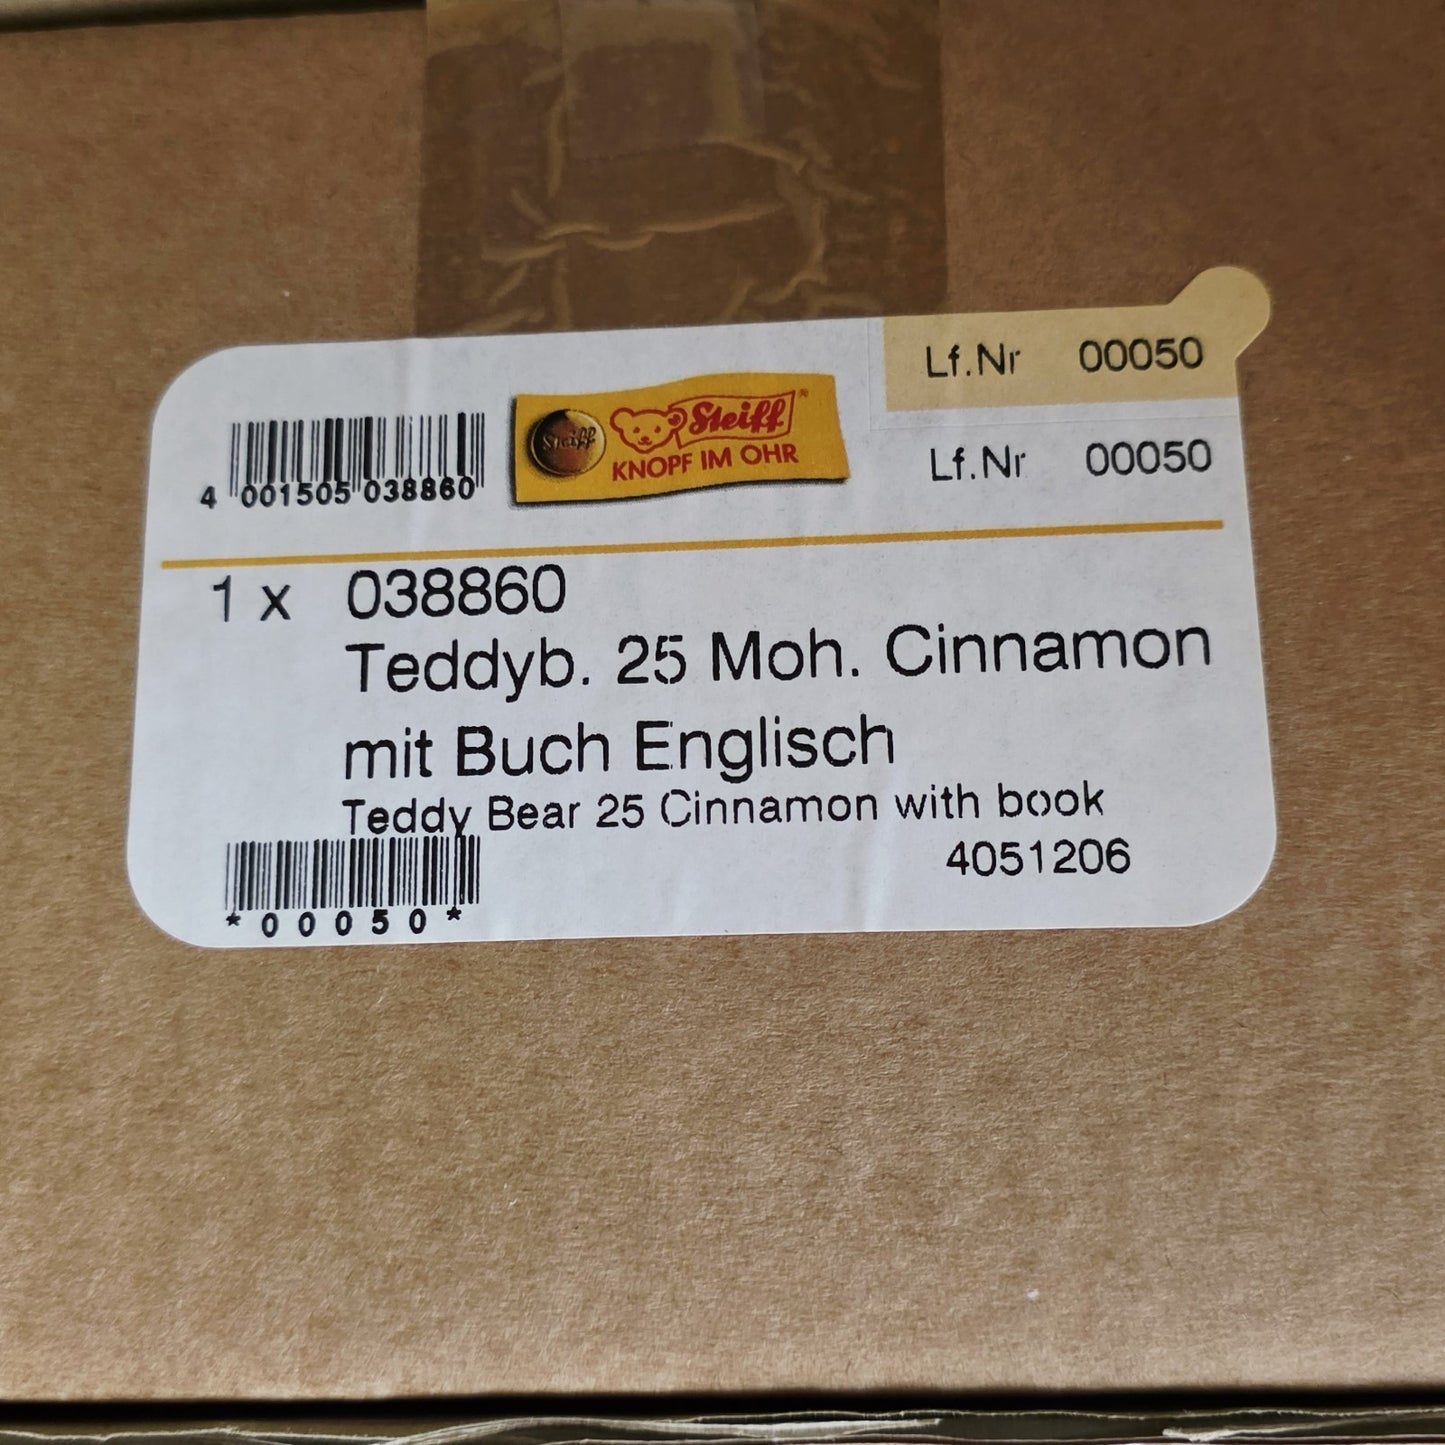 Lf.Nr 00050
Steiff
Steiff®
KNOPF IM OHR
Lf.Nr 00050
4 001505 038860
1 x 038860
Teddyb. 25 Moh. Cinnamon
mit Buch Englisch
Teddy Bear 25 Cinnamon with book
4051206
*00050*